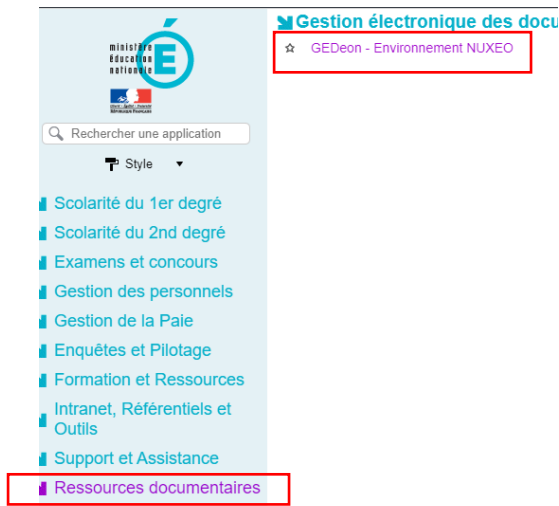 ministère
éducation
nationale
Rechercher une application
Style
Scolarité du 1er degré
Scolarité du 2nd degré
Examens et concours
Gestion des personnels
Gestion de la Paie
Enquêtes et Pilotage
Formation et Ressources
Intranet, Référentiels et
Outils
Support et Assistance
Ressources documentaires
Gestion électronique des docu
GEDeon - Environnement NUXEO